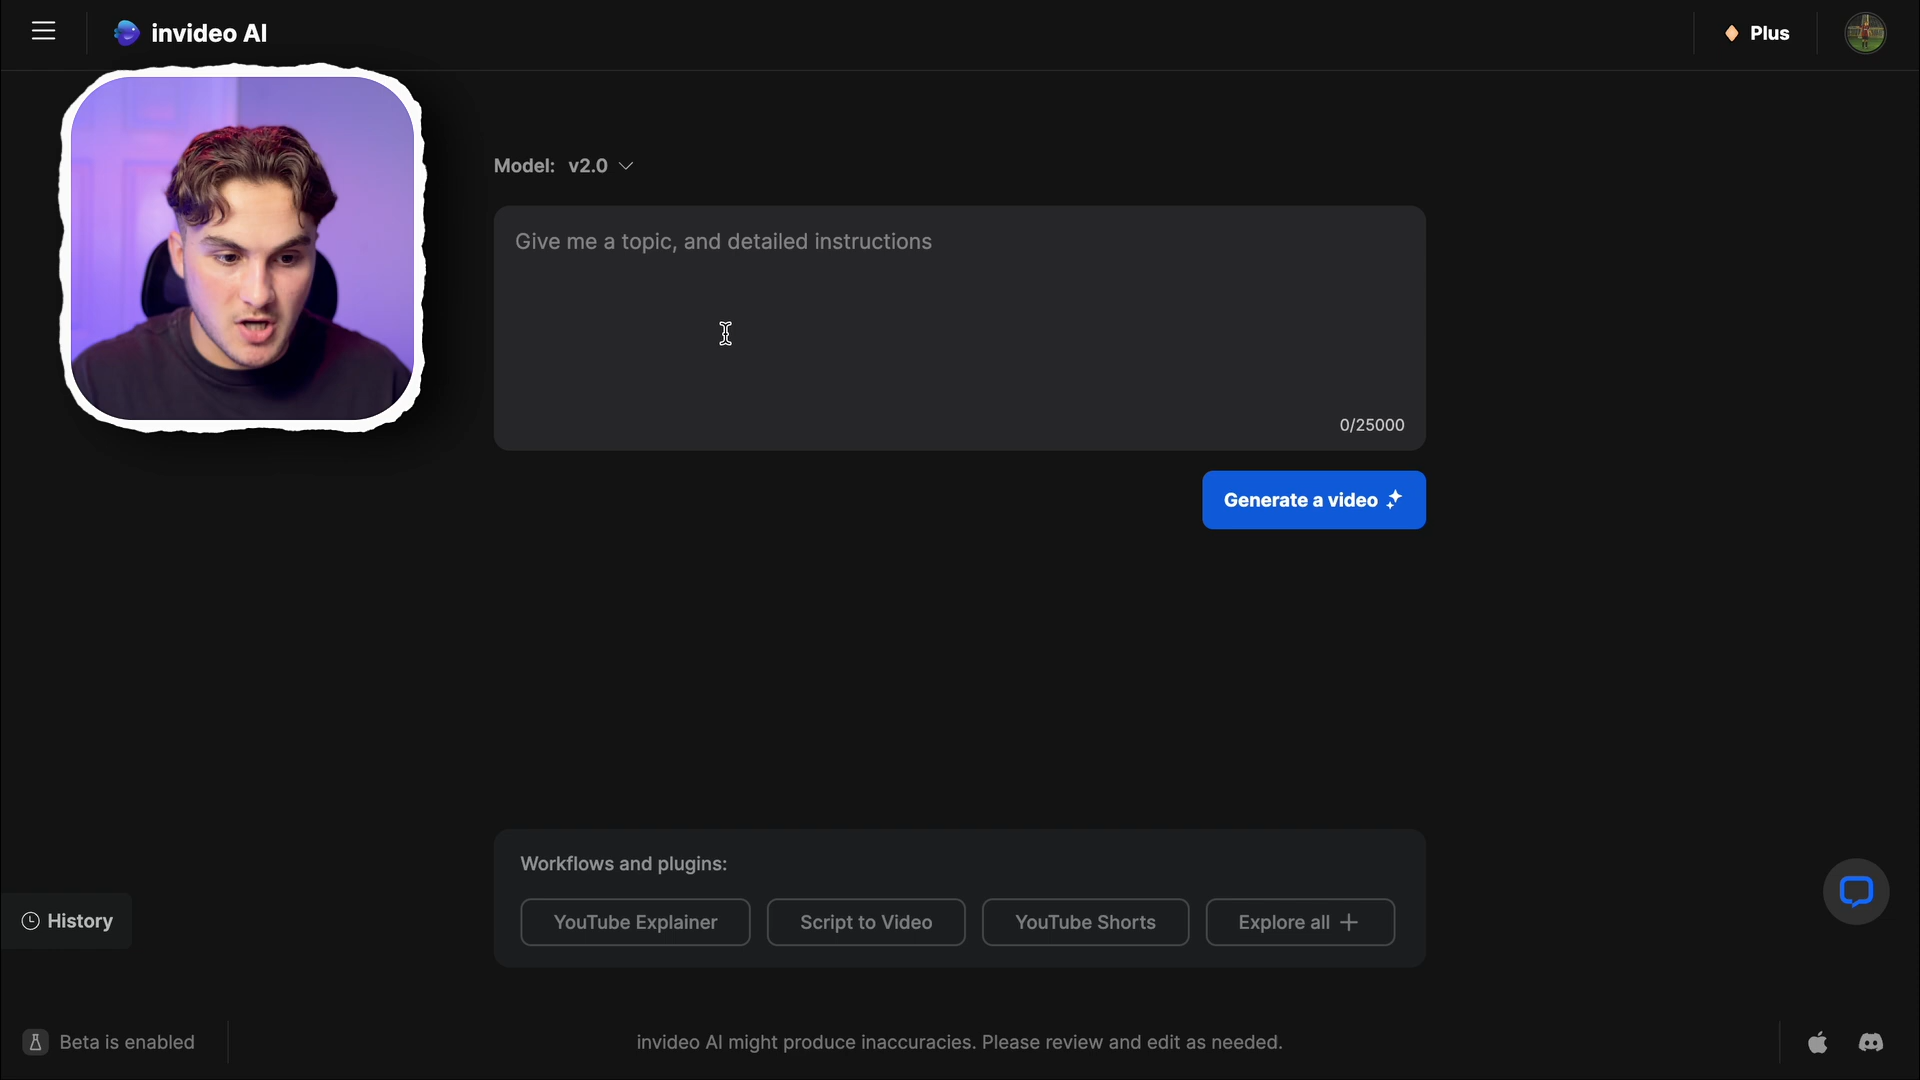 invideo AI
Plus
Model: v2.0
Give me a topic, and detailed instructions
0/25000
Generate a video
Workflows and plugins:
YouTube Explainer
Script to Video
YouTube Shorts
Explore all +
History
Beta is enabled
invideo AI might produce inaccuracies. Please review and edit as needed.